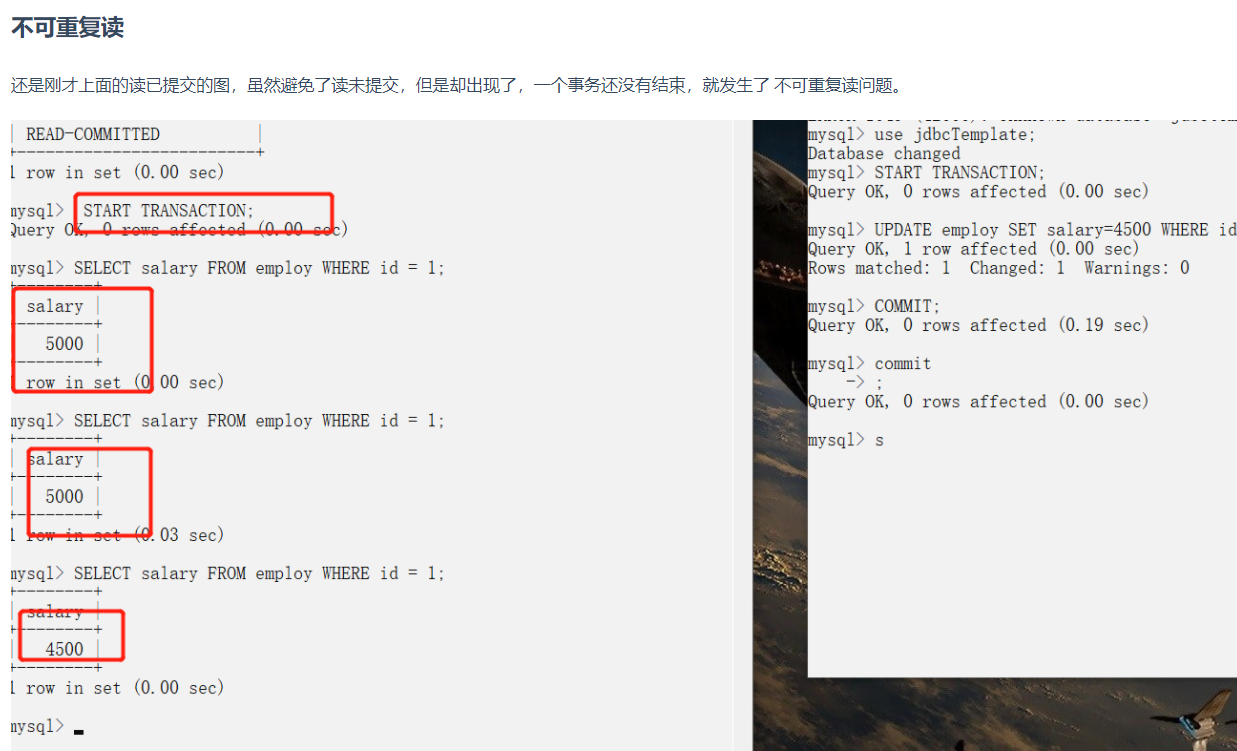 不可重复读
还是刚才上面的读已提交的图，虽然避免了读未提交，但是却出现了，一个事务还没有结束，就发生了 不可重复读问题。
| READ-COMMITTED |
+-------------------------+
1 row in set (0.00 sec)
mysql> START TRANSACTION;
Query OK, 0 rows affected (0.00 sec)
mysql> SELECT salary FROM employ WHERE id = 1;
+--------+
salary |
+--------+
5000 |
+--------+
row in set (0.00 sec)
mysql> SELECT salary FROM employ WHERE id = 1;
+--------+
| salary |
+--------+
| 5000 |
+--------+
1 row in set (0.03 sec)
mysql> SELECT salary FROM employ WHERE id = 1;
+--------+
| salary |
+--------+
| 4500 |
+--------+
1 row in set (0.00 sec)
mysql>
mysql> use jdbcTemplate;
Database changed
mysql> START TRANSACTION;
Query OK, 0 rows affected (0.00 sec)
mysql> UPDATE employ SET salary=4500 WHERE id
Query OK, 1 row affected (0.00 sec)
Rows matched: 1 Changed: 1 Warnings: 0
mysql> COMMIT;
Query OK, 0 rows affected (0.19 sec)
mysql> commit
-> ;
Query OK, 0 rows affected (0.00 sec)
mysql> s